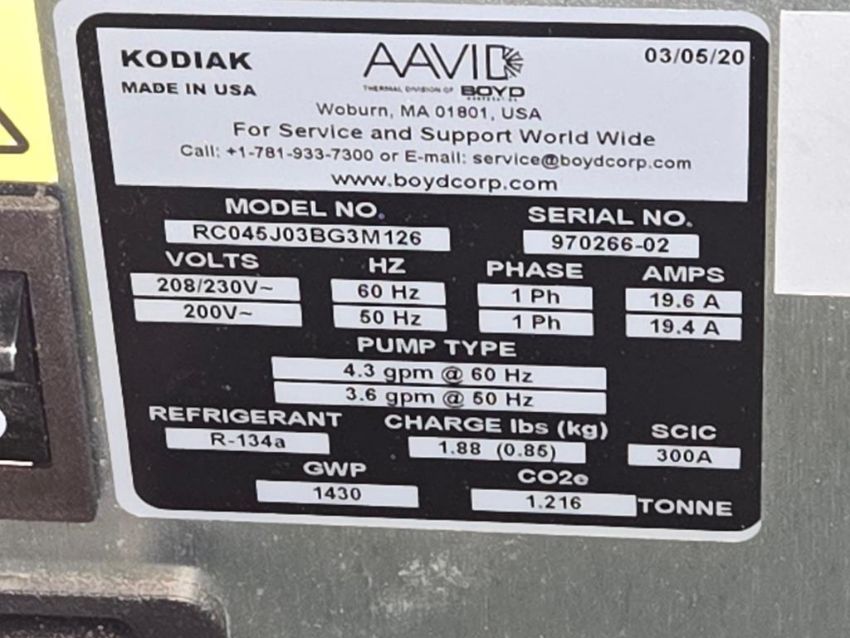 KODIAK
MADE IN USA
AAVID
THERMAL DIVISION OF BOYD
CORPORATION
03/05/20
Woburn, MA 01801, USA
For Service and Support World Wide
Call: +1-781-933-7300 or E-mail: service@boydcorp.com
www.boydcorp.com
MODEL NO. SERIAL NO.
RC045J03BG3M126 970266-02
VOLTS HZ PHASE AMPS
208/230V~ 60 Hz 1 Ph 19.6 A
200V~ 50 Hz 1 Ph 19.4 A
PUMP TYPE
4.3 gpm @ 60 Hz
3.6 gpm @ 50 Hz
REFRIGERANT CHARGE lbs (kg) SCIC
R-134a 1.88 (0.85) 300A
GWP CO2e
1430 1.216 TONNE